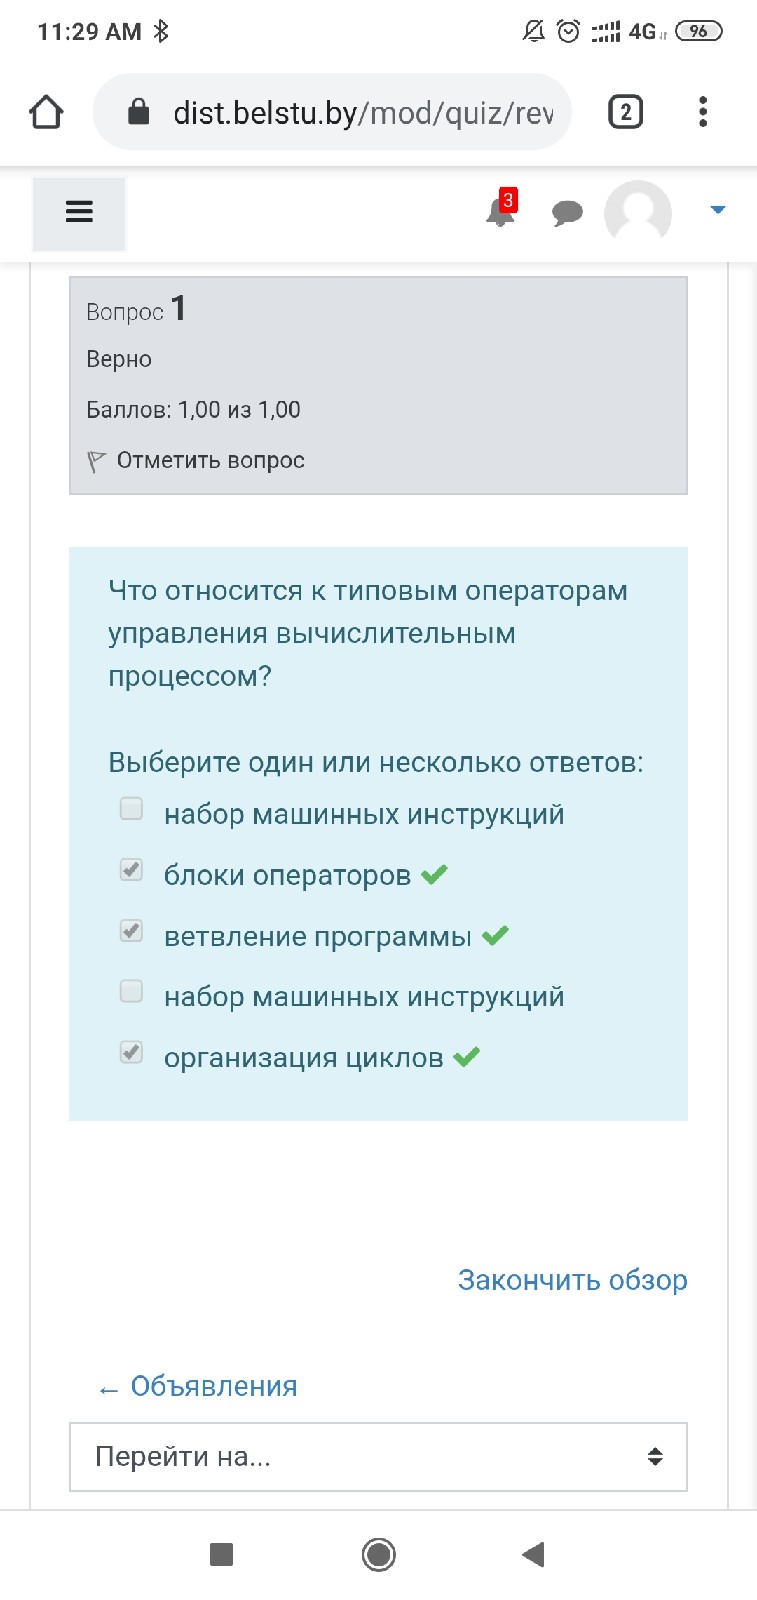 11:29 AM
4G
96
dist.belstu.by/mod/quiz/rev
2
3
Вопрос 1
Верно
Баллов: 1,00 из 1,00
Отметить вопрос
Что относится к типовым операторам
управления вычислительным
процессом?
Выберите один или несколько ответов:
набор машинных инструкций
блоки операторов
ветвление программы
набор машинных инструкций
организация циклов
Закончить обзор
← Объявления
Перейти на...